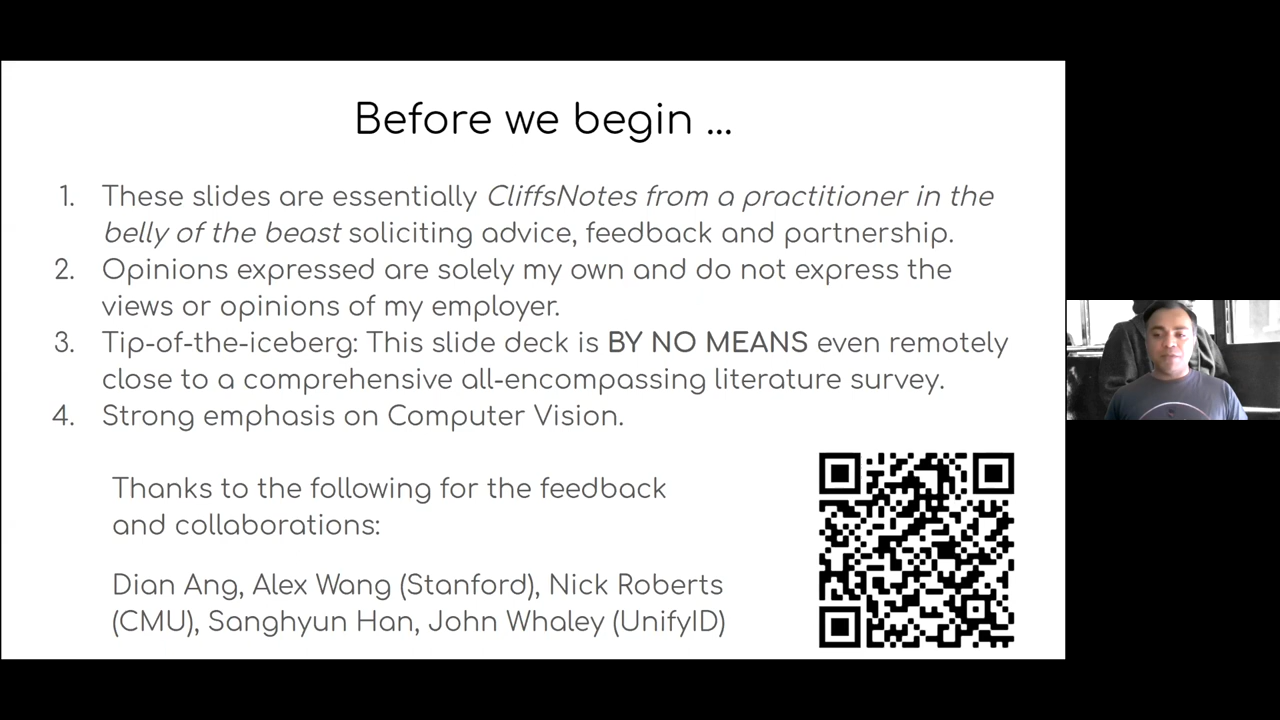 Before we begin ...
1. These slides are essentially CliffsNotes from a practitioner in the
belly of the beast soliciting advice, feedback and partnership.
2. Opinions expressed are solely my own and do not express the
views or opinions of my employer.
3. Tip-of-the-iceberg: This slide deck is BY NO MEANS even remotely
close to a comprehensive all-encompassing literature survey.
4. Strong emphasis on Computer Vision.
Thanks to the following for the feedback
and collaborations:
Dian Ang, Alex Wang (Stanford), Nick Roberts
(CMU), Sanghyun Han, John Whaley (UnifyID)